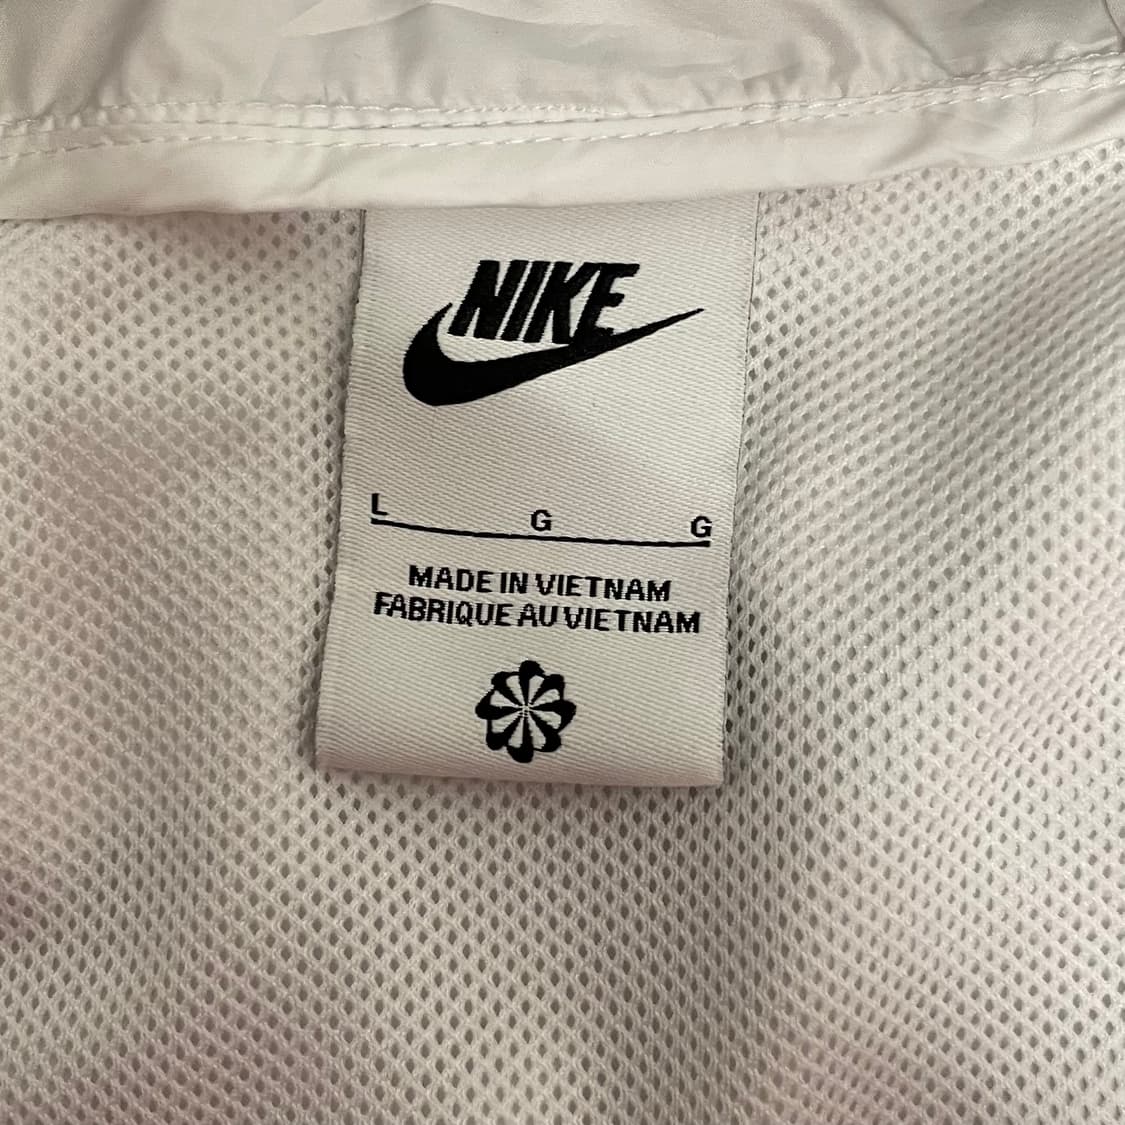 NIKE
L G G
MADE IN VIETNAM
FABRIQUE AU VIETNAM